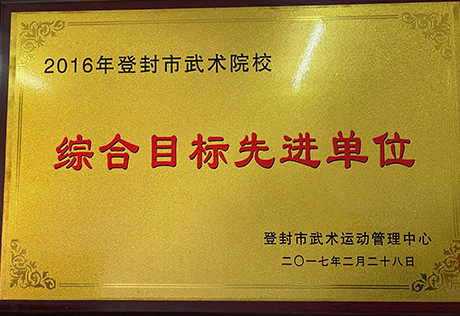 2016年登封市武术院校
综合目标先进单位
登封市武术运动管理中心
二〇一七年二月二十八日